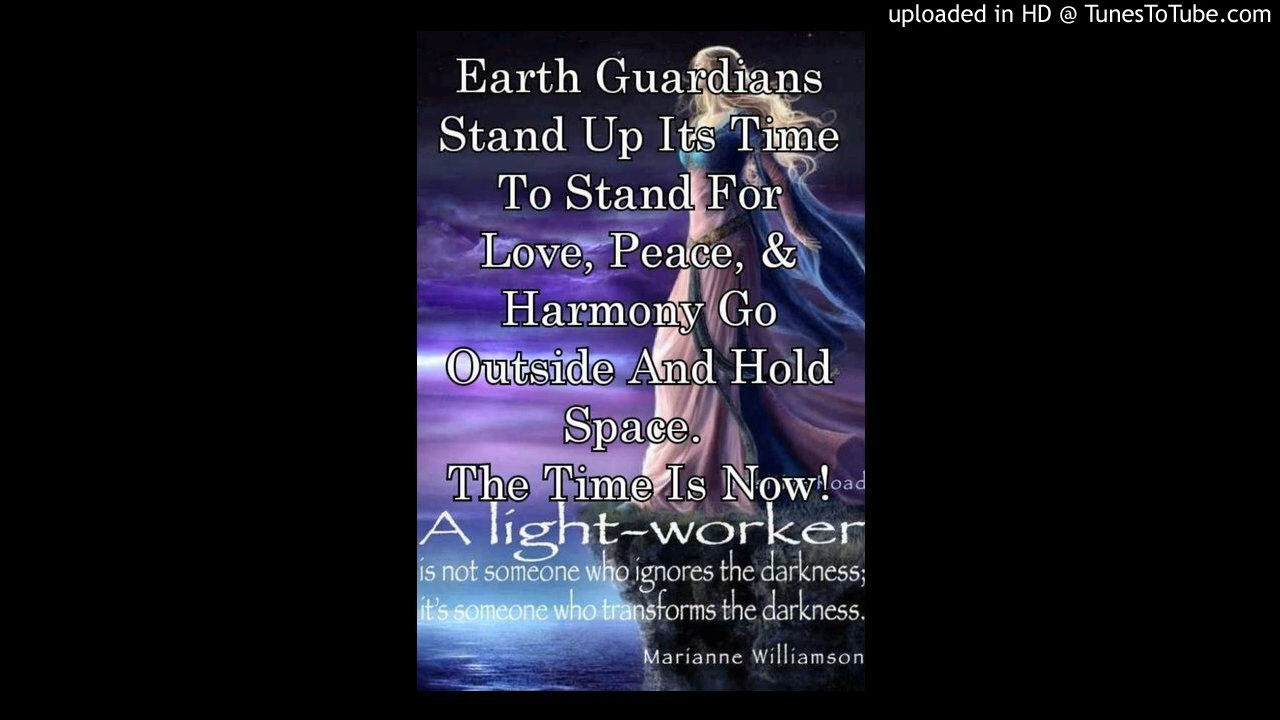 uploaded in HD @ TunesToTube.com
Earth Guardians
Stand Up Its Time
To Stand For
Love, Peace, &
Harmony Go
Outside And Hold
Space.
The Time Is Now!
A light-worker
is not someone who ignores the darkness;
it's someone who transforms the darkness.
Marianne Williamson